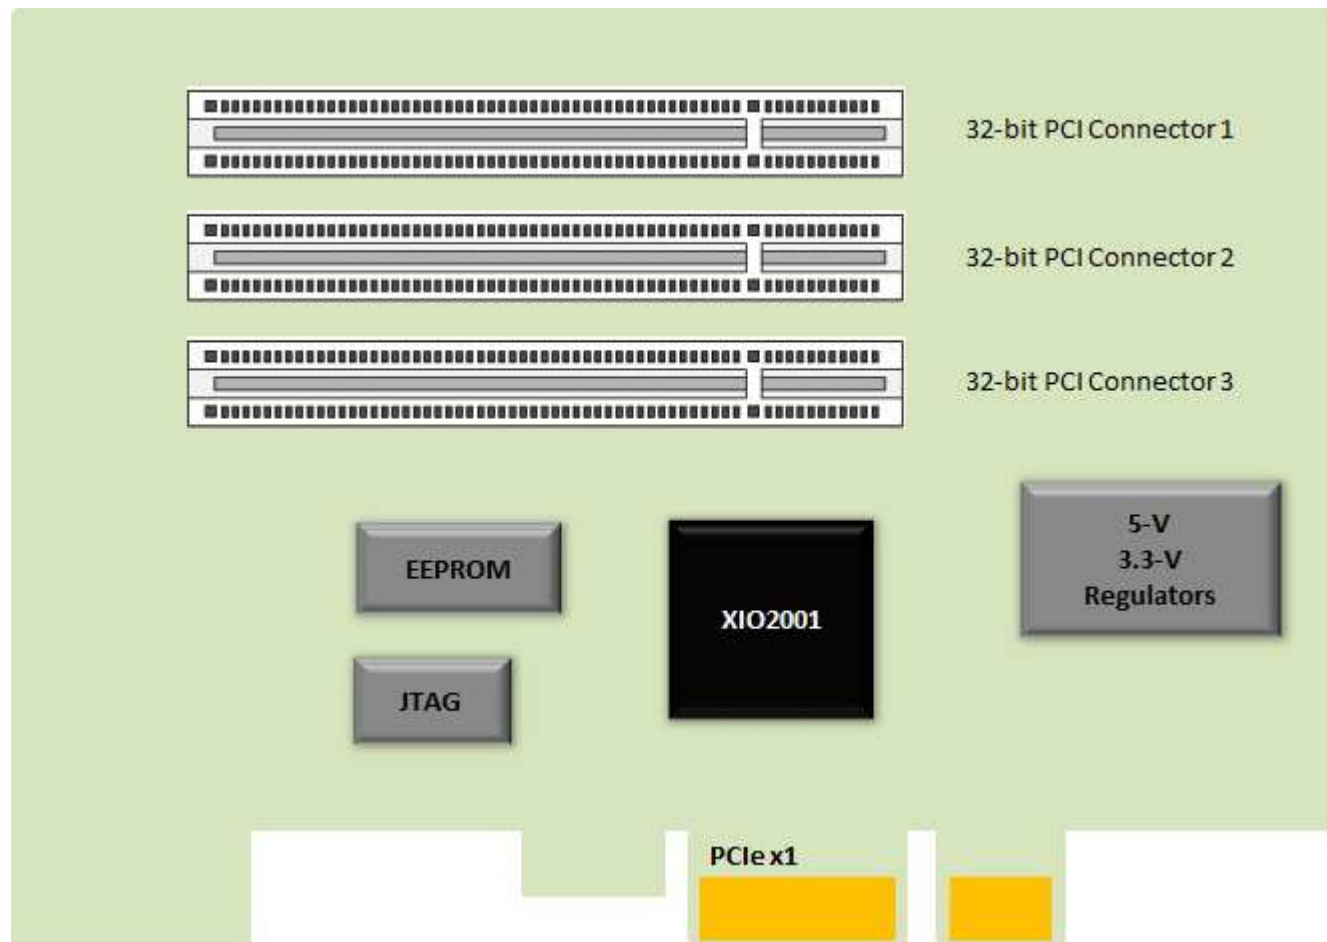 32-bit PCI Connector 1
32-bit PCI Connector 2
32-bit PCI Connector 3
5-V
3.3-V
Regulators
EEPROM
XIO2001
JTAG
PCIe x1